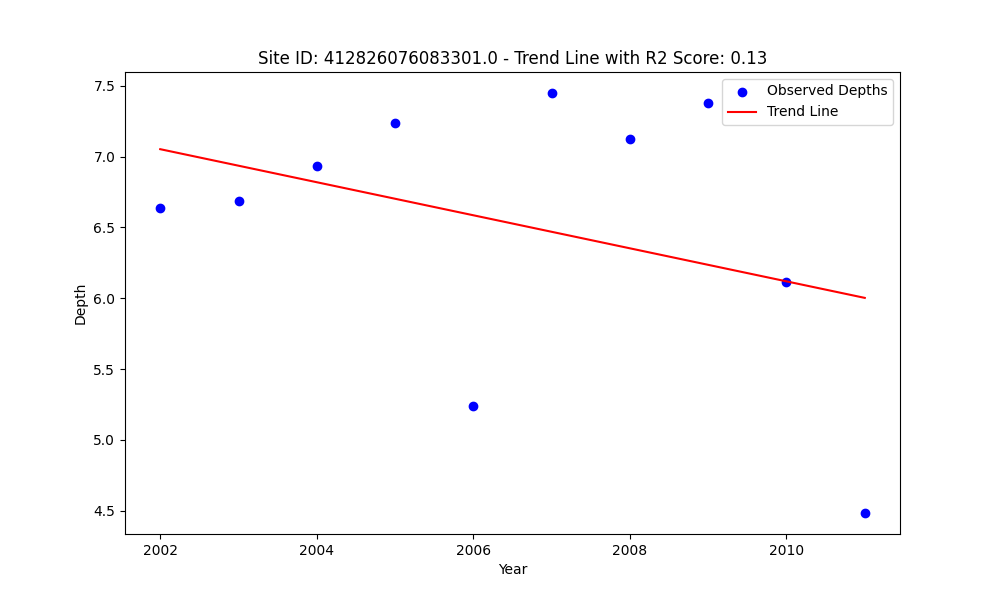 Site ID: 412826076083301.0 - Trend Line with R2 Score: 0.13
Observed Depths
Trend Line
7.5
7.0
6.5
6.0
5.5
5.0
4.5
Depth
2002 2004 2006 2008 2010
Year